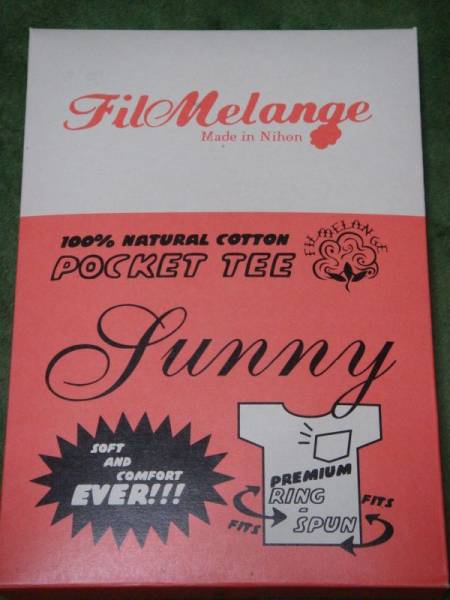 FilMelange
Made in Nihon
100% NATURAL COTTON
POCKET TEE
FILMELANGE
Sunny
SOFT
AND
COMFORT
EVER!!!
PREMIUM
RING
-
SPUN
FITS
FITS